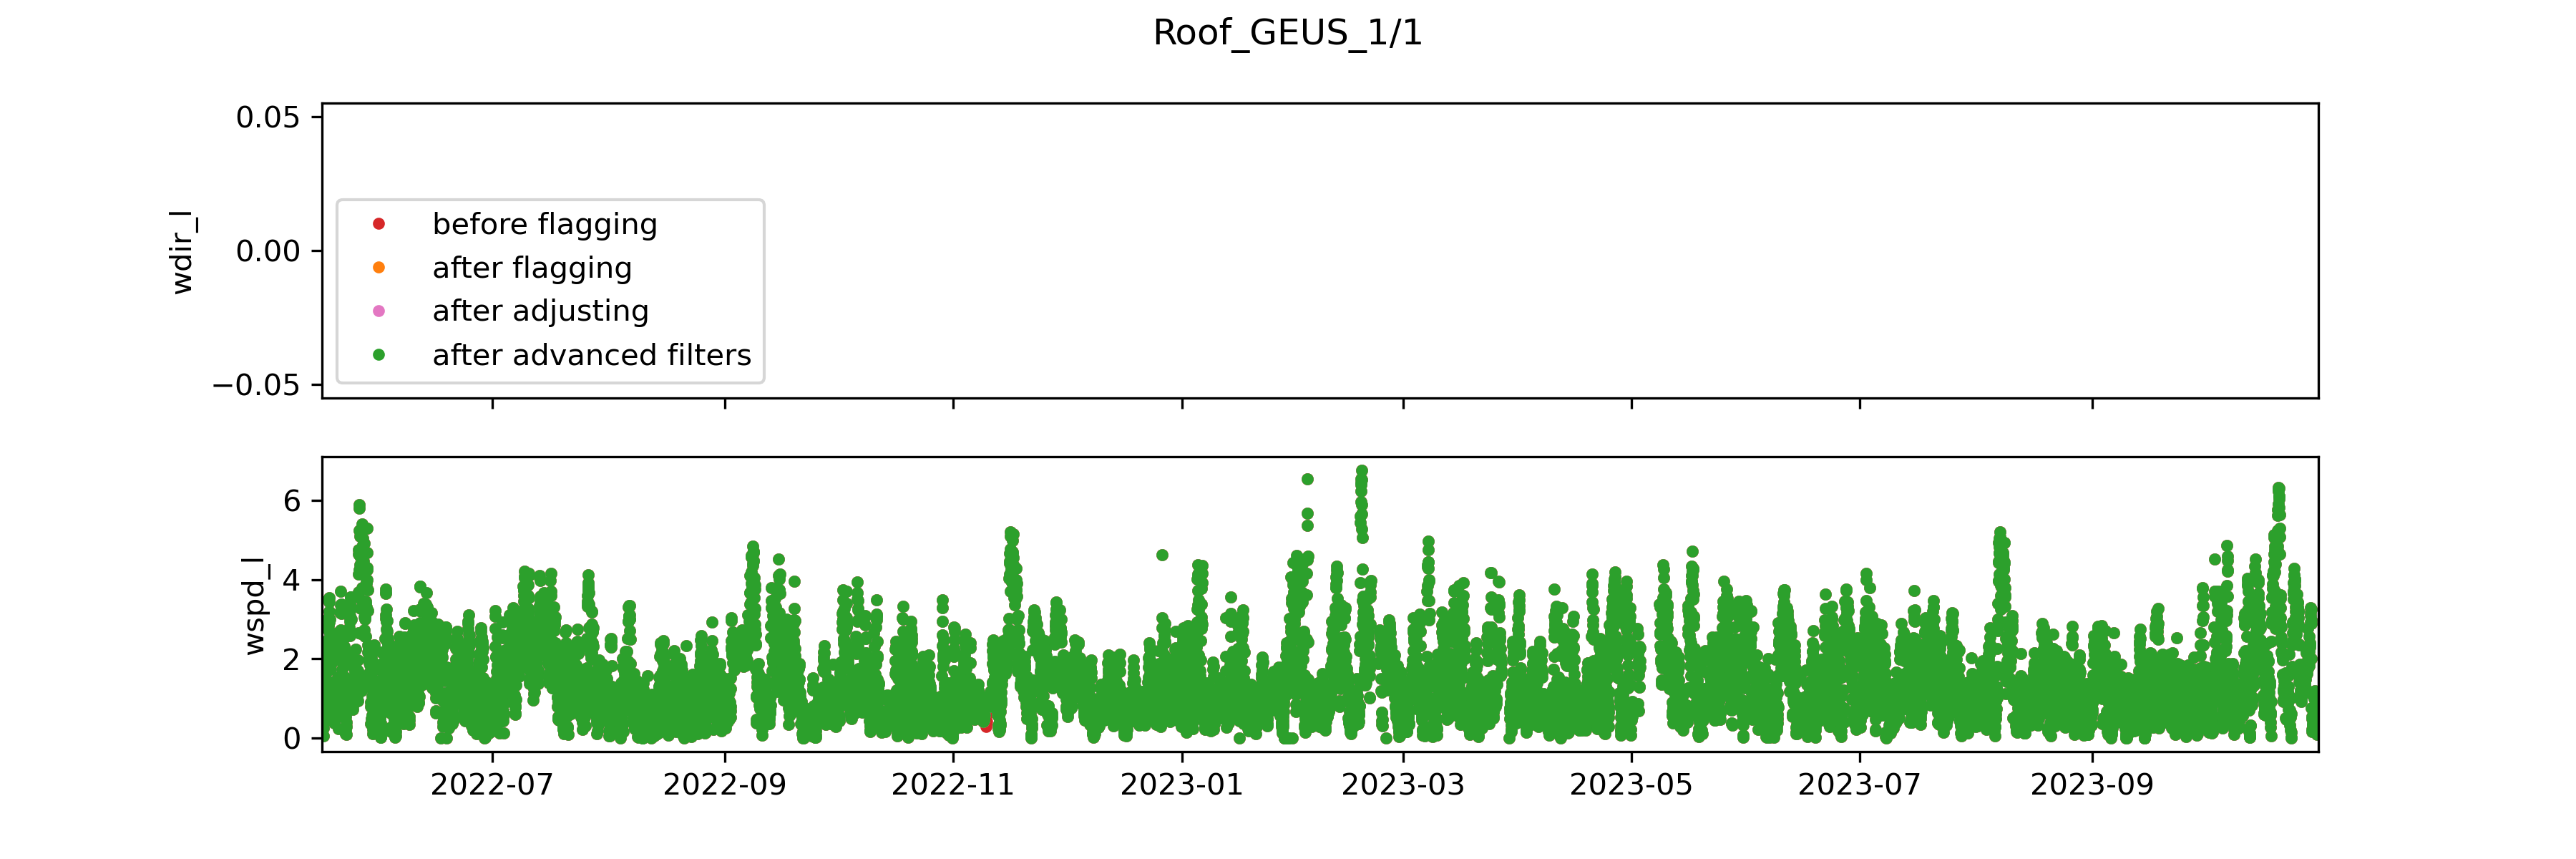 Roof_GEUS_1/1
0.05
0.00
−0.05
wdir_l
before flagging
after flagging
after adjusting
after advanced filters
6
4
2
0
wspd_l
2022-07
2022-09
2022-11
2023-01
2023-03
2023-05
2023-07
2023-09